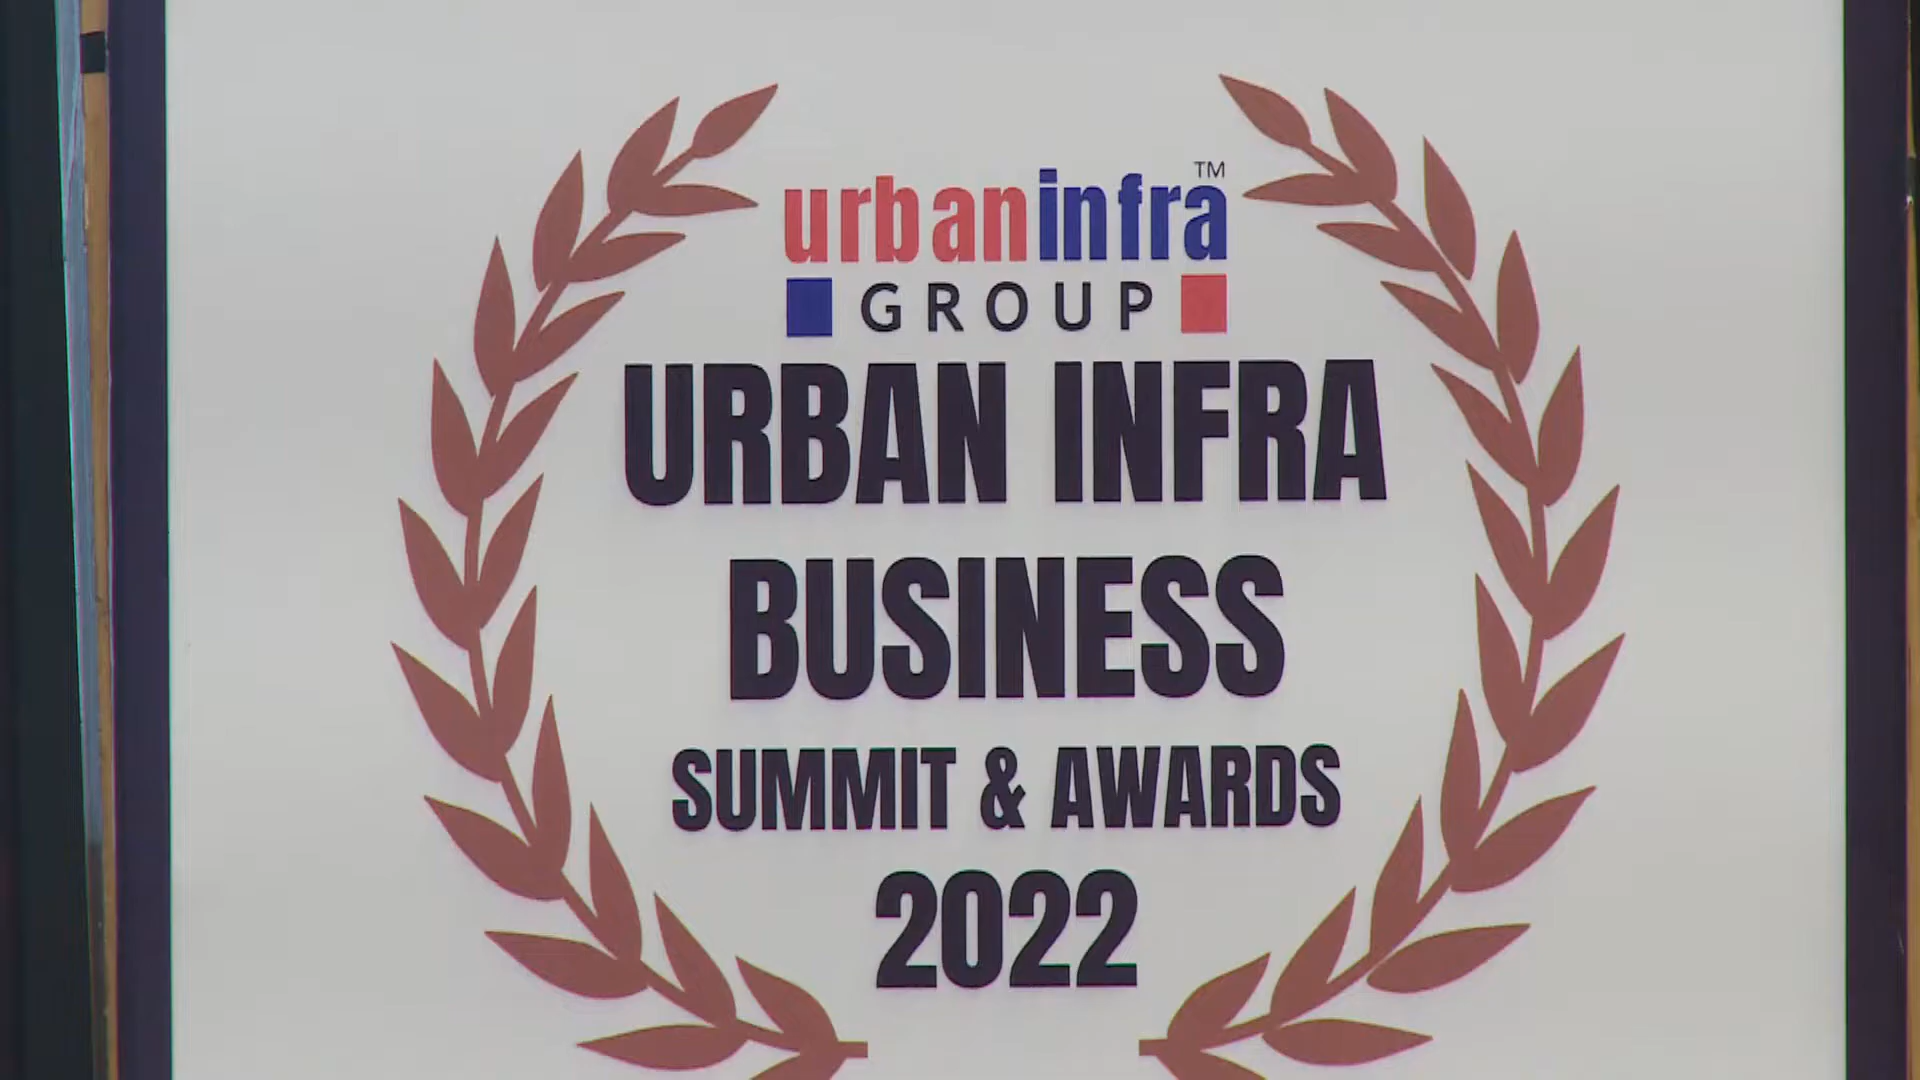 urbaninfra™
GROUP
URBAN INFRA
BUSINESS
SUMMIT & AWARDS
2022